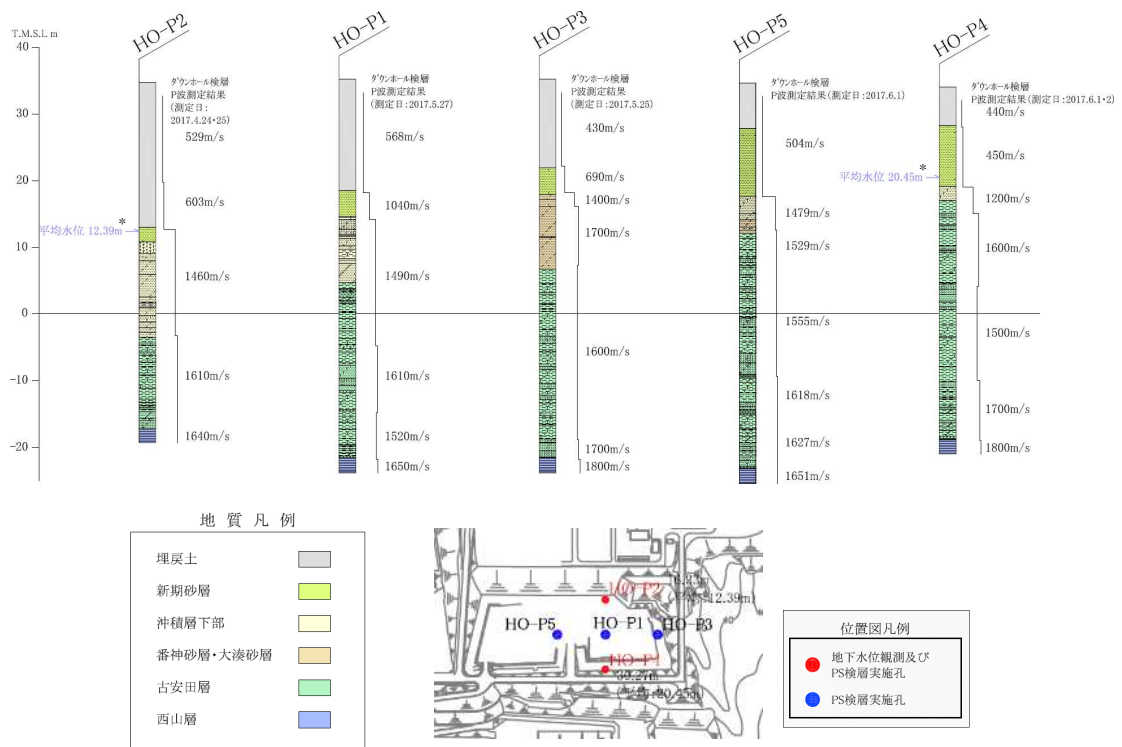 T.M.S.L m
40
30
20
10
0
-10
-20
HO-P2
ﾀﾞｳﾝﾎｰﾙ検層
P波測定結果
(測定日:
2017.4.24・25)
529m/s
603m/s
*
平均水位 12.39m
1460m/s
1610m/s
1640m/s
HO-P1
ﾀﾞｳﾝﾎｰﾙ検層
P波測定結果
(測定日:2017.5.27)
568m/s
1040m/s
1490m/s
1610m/s
1520m/s
1650m/s
HO-P3
ﾀﾞｳﾝﾎｰﾙ検層
P波測定結果
(測定日:2017.5.25)
430m/s
690m/s
1400m/s
1700m/s
1600m/s
1700m/s
1800m/s
HO-P5
ﾀﾞｳﾝﾎｰﾙ検層
P波測定結果(測定日:2017.6.1)
504m/s
1479m/s
1529m/s
1555m/s
1618m/s
1627m/s
1651m/s
HO-P4
ﾀﾞｳﾝﾎｰﾙ検層
P波測定結果(測定日:2017.6.1・2)
440m/s
450m/s
*
平均水位 20.45m
1200m/s
1600m/s
1500m/s
1700m/s
1800m/s
地質凡例
埋戻土
新期砂層
沖積層下部
番神砂層・大湊砂層
古安田層
西山層
HO-P2
12.39m)
HO-P5
HO-P1
HO-P3
位置図凡例
地下水位観測及び
PS検層実施孔
PS検層実施孔